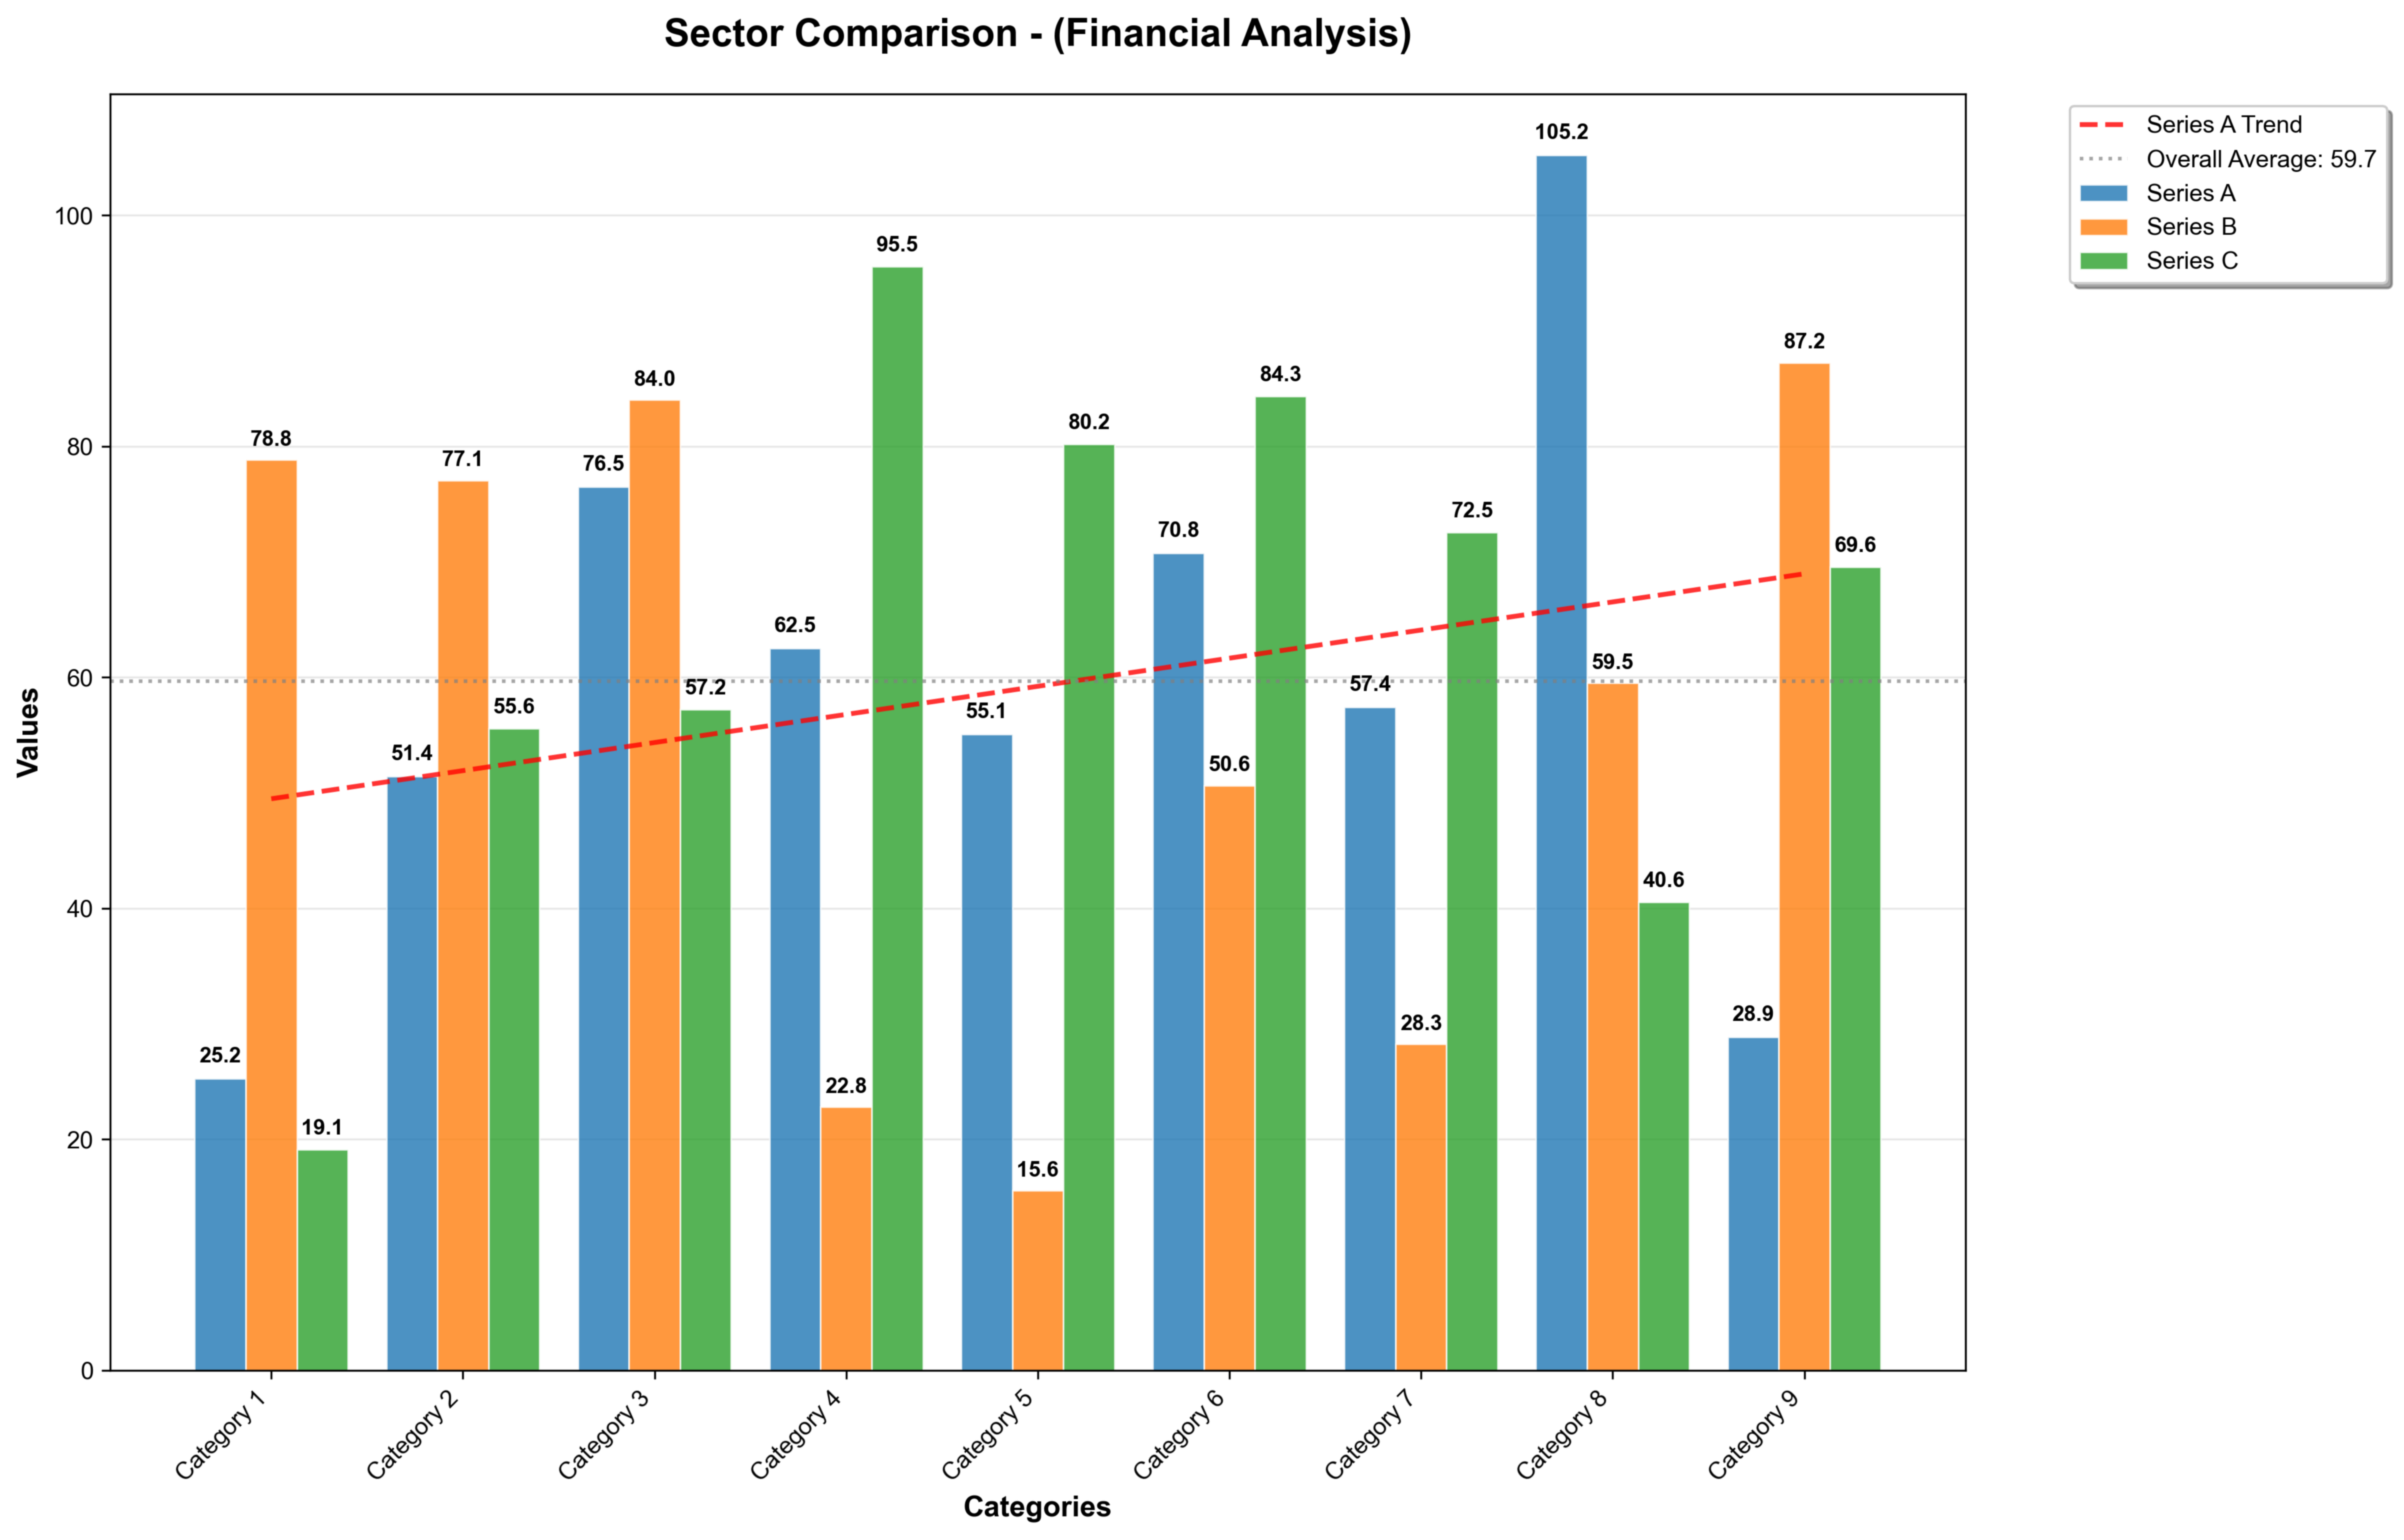 Sector Comparison - (Financial Analysis)
Series A Trend
Overall Average: 59.7
Series A
Series B
Series C
Values
100
80
60
40
20
0
25.2
78.8
19.1
51.4
77.1
55.6
76.5
84.0
57.2
62.5
22.8
95.5
55.1
15.6
80.2
70.8
50.6
84.3
57.4
28.3
72.5
105.2
59.5
40.6
28.9
87.2
69.6
Category 1
Category 2
Category 3
Category 4
Category 5
Category 6
Category 7
Category 8
Category 9
Categories